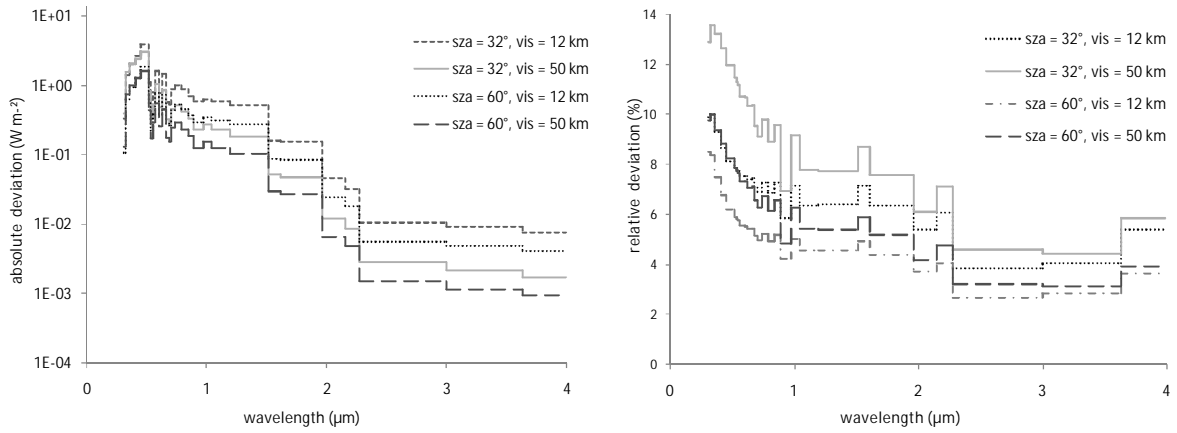 1E+01
1E+00
1E-01
1E-02
1E-03
1E-04
absolute deviation (W m-²)
0
1
2
3
4
wavelength (µm)
sza = 32°, vis = 12 km
sza = 32°, vis = 50 km
sza = 60°, vis = 12 km
sza = 60°, vis = 50 km
14
12
10
8
6
4
2
0
relative deviation (%)
0
1
2
3
4
wavelength (µm)
sza = 32°, vis = 12 km
sza = 32°, vis = 50 km
sza = 60°, vis = 12 km
sza = 60°, vis = 50 km